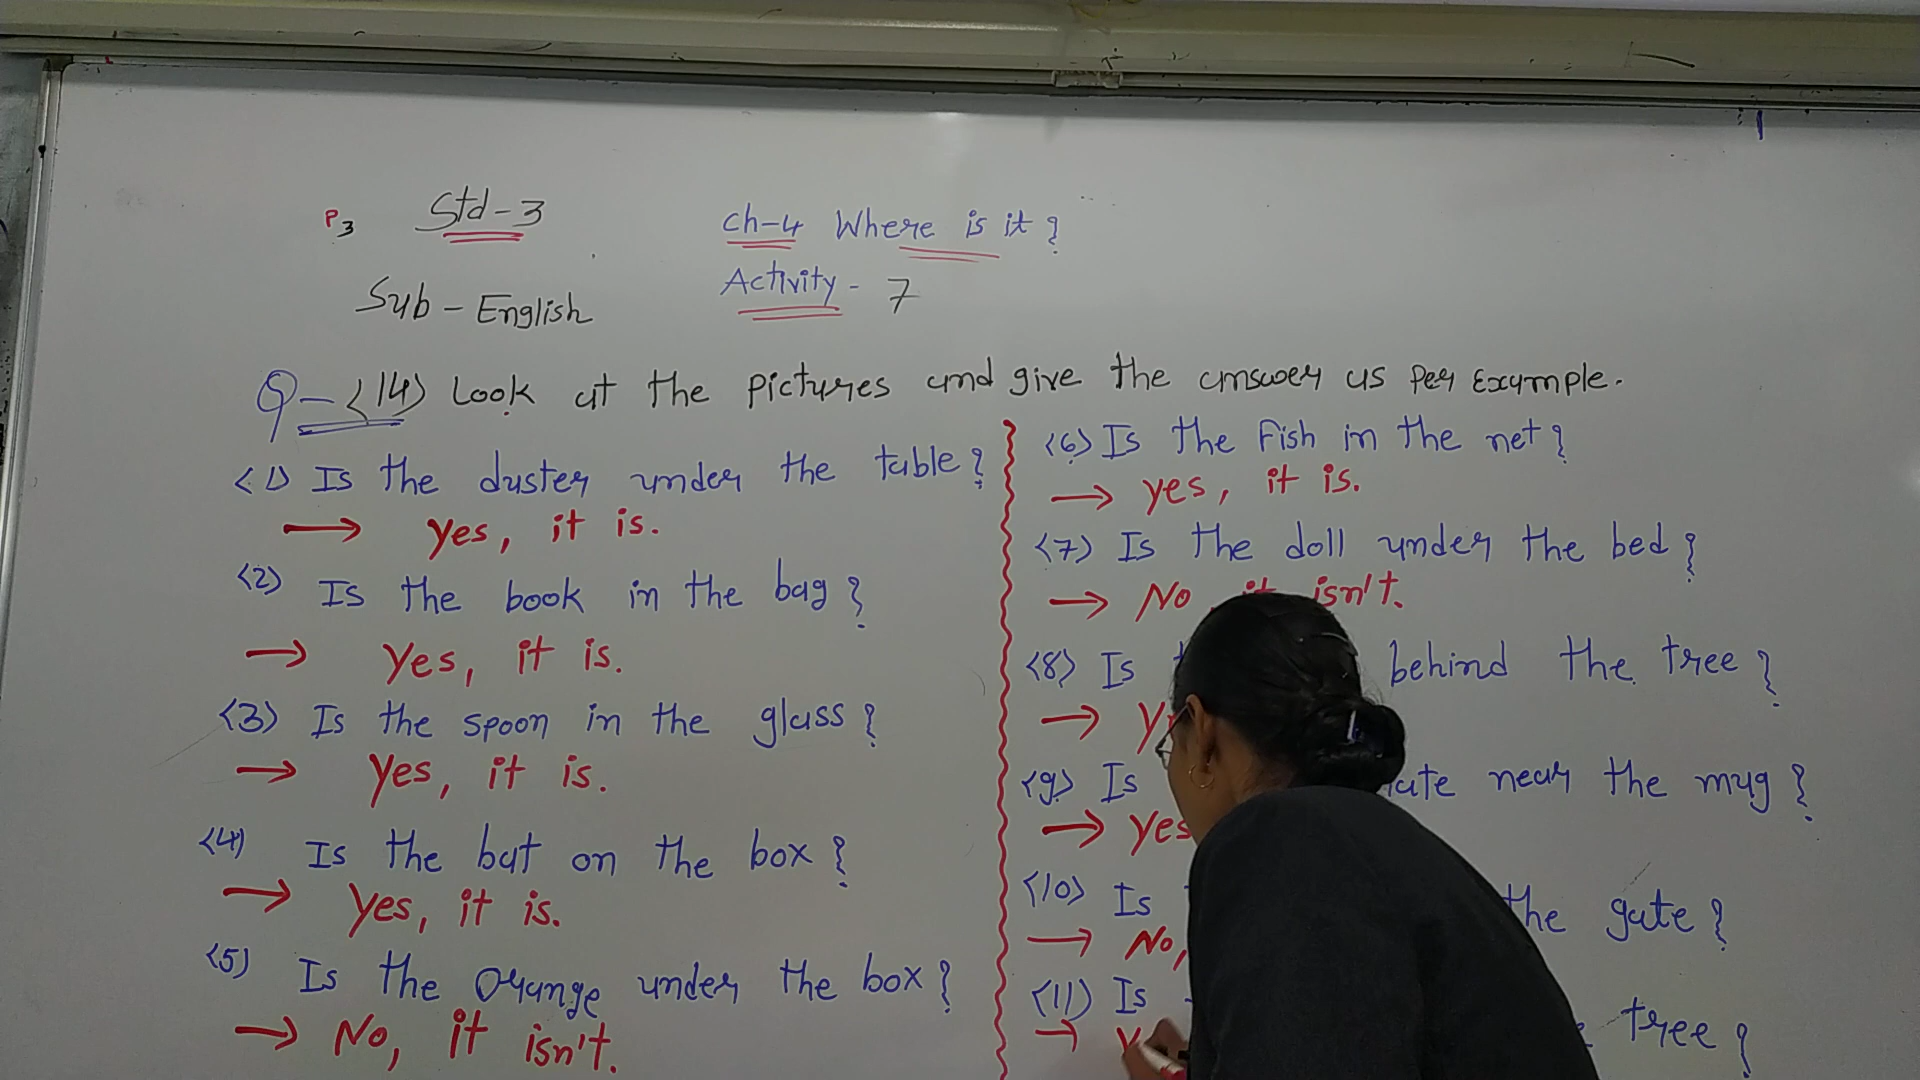 P3 Std-3
Sub - English
Ch-4 Where is it?
Activity - 7
Q-(14) Look at the pictures and give the answer as per Example.
(1) Is the duster under the table?
→ Yes, it is.
(2) Is the book in the bag?
→ Yes, it is.
(3) Is the spoon in the glass?
→ Yes, it is.
(4) Is the bat on the box?
→ Yes, it is.
(5) Is the Orange under the box?
→ No, it isn't.
(6) Is the Fish in the net?
→ Yes, it is.
(7) Is the doll under the bed?
→ No, it isn't.
(8) Is behind the tree?
→
(9) Is near the mug?
→ Yes
(10) Is the gate?
→ No,
(11) Is tree?
→